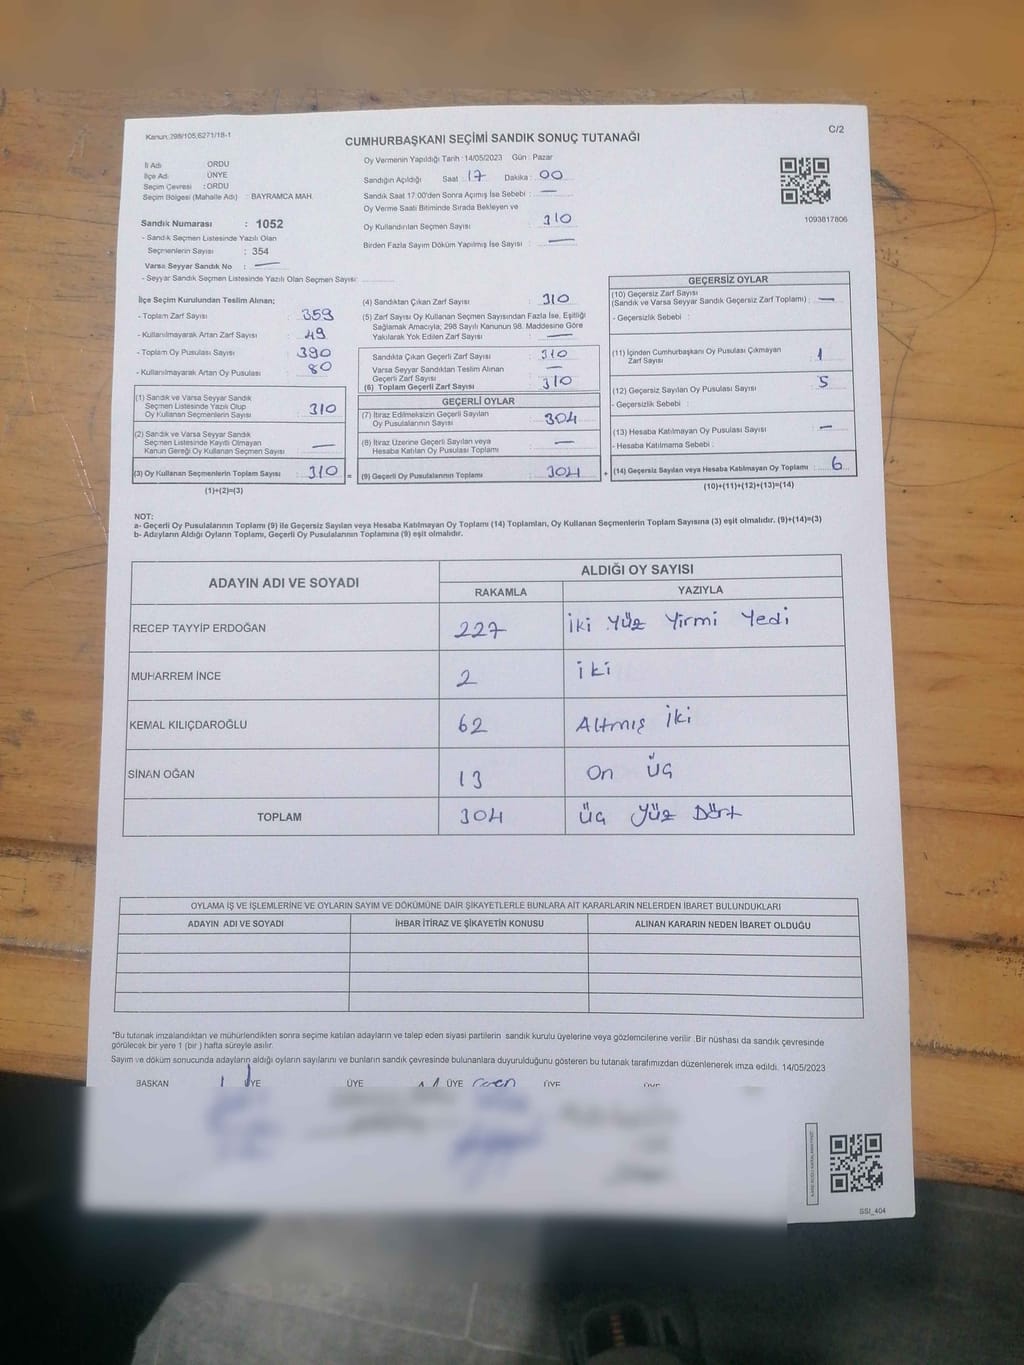 Kanun: 298/105,6271/18-1
CUMHURBAŞKANI SEÇİMİ SANDIK SONUÇ TUTANAĞI
C/2
İl Adı : ORDU
İlçe Adı : ÜNYE
Seçim Çevresi : ORDU
Seçim Bölgesi (Mahalle Adı) : BAYRAMCA MAH.
Sandık Numarası : 1052
- Sandık Seçmen Listesinde Yazılı Olan
Seçmenlerin Sayısı : 354
Varsa Seyyar Sandık No : —
- Seyyar Sandık Seçmen Listesinde Yazılı Olan Seçmen Sayısı:
Oy Vermenin Yapıldığı Tarih : 14/05/2023 Gün : Pazar
Sandığın Açıldığı Saat : 17 Dakika : 00
Sandık Saat 17:00'den Sonra Açımış İse Sebebi : —
Oy Verme Saati Bitiminde Sırada Bekleyen ve
Oy Kullandırılan Seçmen Sayısı : 310
Birden Fazla Sayım Döküm Yapılmış İse Sayısı : —
1093817806
İlçe Seçim Kurulundan Teslim Alınan;
- Toplam Zarf Sayısı : 359
- Kullanılmayarak Artan Zarf Sayısı : 49
- Toplam Oy Pusulası Sayısı : 390
- Kullanılmayarak Artan Oy Pusulası : 80
(1) Sandık ve Varsa Seyyar Sandık
Seçmen Listesinde Yazılı Olup
Oy Kullanan Seçmenlerin Sayısı : 310
(2) Sandık ve Varsa Seyyar Sandık
Seçmen Listesinde Kayıtlı Olmayan
Kanun Gereği Oy Kullanan Seçmen Sayısı : —
(3) Oy Kullanan Seçmenlerin Toplam Sayısı : 310 =
(1)+(2)=(3)
(4) Sandıktan Çıkan Zarf Sayısı : 310
(5) Zarf Sayısı Oy Kullanan Seçmen Sayısından Fazla İse, Eşitliği
Sağlamak Amacıyla; 298 Sayılı Kanunun 98. Maddesine Göre
Yakılarak Yok Edilen Zarf Sayısı : —
Sandıkta Çıkan Geçerli Zarf Sayısı : 310
Varsa Seyyar Sandıktan Teslim Alınan
Geçerli Zarf Sayısı : —
(6) Toplam Geçerli Zarf Sayısı : 310
GEÇERLİ OYLAR
(7) İtiraz Edilmeksizin Geçerli Sayılan
Oy Pusulalarının Sayısı : 304
(8) İtiraz Üzerine Geçerli Sayılan veya
Hesaba Katılan Oy Pusulası Toplamı : —
(9) Geçerli Oy Pusulalarının Toplamı : 304 +
GEÇERSİZ OYLAR
(10) Geçersiz Zarf Sayısı
(Sandık ve Varsa Seyyar Sandık Geçersiz Zarf Toplamı) : —
- Geçersizlik Sebebi :
(11) İçinden Cumhurbaşkanı Oy Pusulası Çıkmayan
Zarf Sayısı : 1
(12) Geçersiz Sayılan Oy Pusulası Sayısı : 5
- Geçersizlik Sebebi :
(13) Hesaba Katılmayan Oy Pusulası Sayısı : —
- Hesaba Katılmama Sebebi :
(14) Geçersiz Sayılan veya Hesaba Katılmayan Oy Toplamı : 6
(10)+(11)+(12)+(13)=(14)
NOT:
a- Geçerli Oy Pusulalarının Toplamı (9) ile Geçersiz Sayılan veya Hesaba Katılmayan Oy Toplamı (14) Toplamları, Oy Kullanan Seçmenlerin Toplam Sayısına (3) eşit olmalıdır. (9)+(14)=(3)
b- Adayların Aldığı Oyların Toplamı, Geçerli Oy Pusulalarının Toplamına (9) eşit olmalıdır.
ADAYIN ADI VE SOYADI
ALDIĞI OY SAYISI
RAKAMLA YAZIYLA
RECEP TAYYİP ERDOĞAN 227 İki Yüz Yirmi Yedi
MUHARREM İNCE 2 İki
KEMAL KILIÇDAROĞLU 62 Altmış İki
SİNAN OĞAN 13 On Üç
TOPLAM 304 Üç Yüz Dört
OYLAMA İŞ VE İŞLEMLERİNE VE OYLARIN SAYIM VE DÖKÜMÜNE DAİR ŞİKAYETLERLE BUNLARA AİT KARARLARIN NELERDEN İBARET BULUNDUKLARI
ADAYIN ADI VE SOYADI İHBAR İTİRAZ VE ŞİKAYETİN KONUSU ALINAN KARARIN NEDEN İBARET OLDUĞU
*Bu tutanak imzalandıktan ve mühürlendikten sonra seçime katılan adayların ve talep eden siyasi partilerin sandık kurulu üyelerine veya gözlemcilerine verilir .Bir nüshası da sandık çevresinde
görülecek bir yere 1 (bir ) hafta süreyle asılır.
Sayım ve döküm sonucunda adayların aldığı oyların sayılarını ve bunların sandık çevresinde bulunanlara duyurulduğunu gösteren bu tutanak tarafımızdan düzenlenerek imza edildi. 14/05/2023
BAŞKAN ÜYE ÜYE ÜYE ÜYE ÜYE
SSI_404